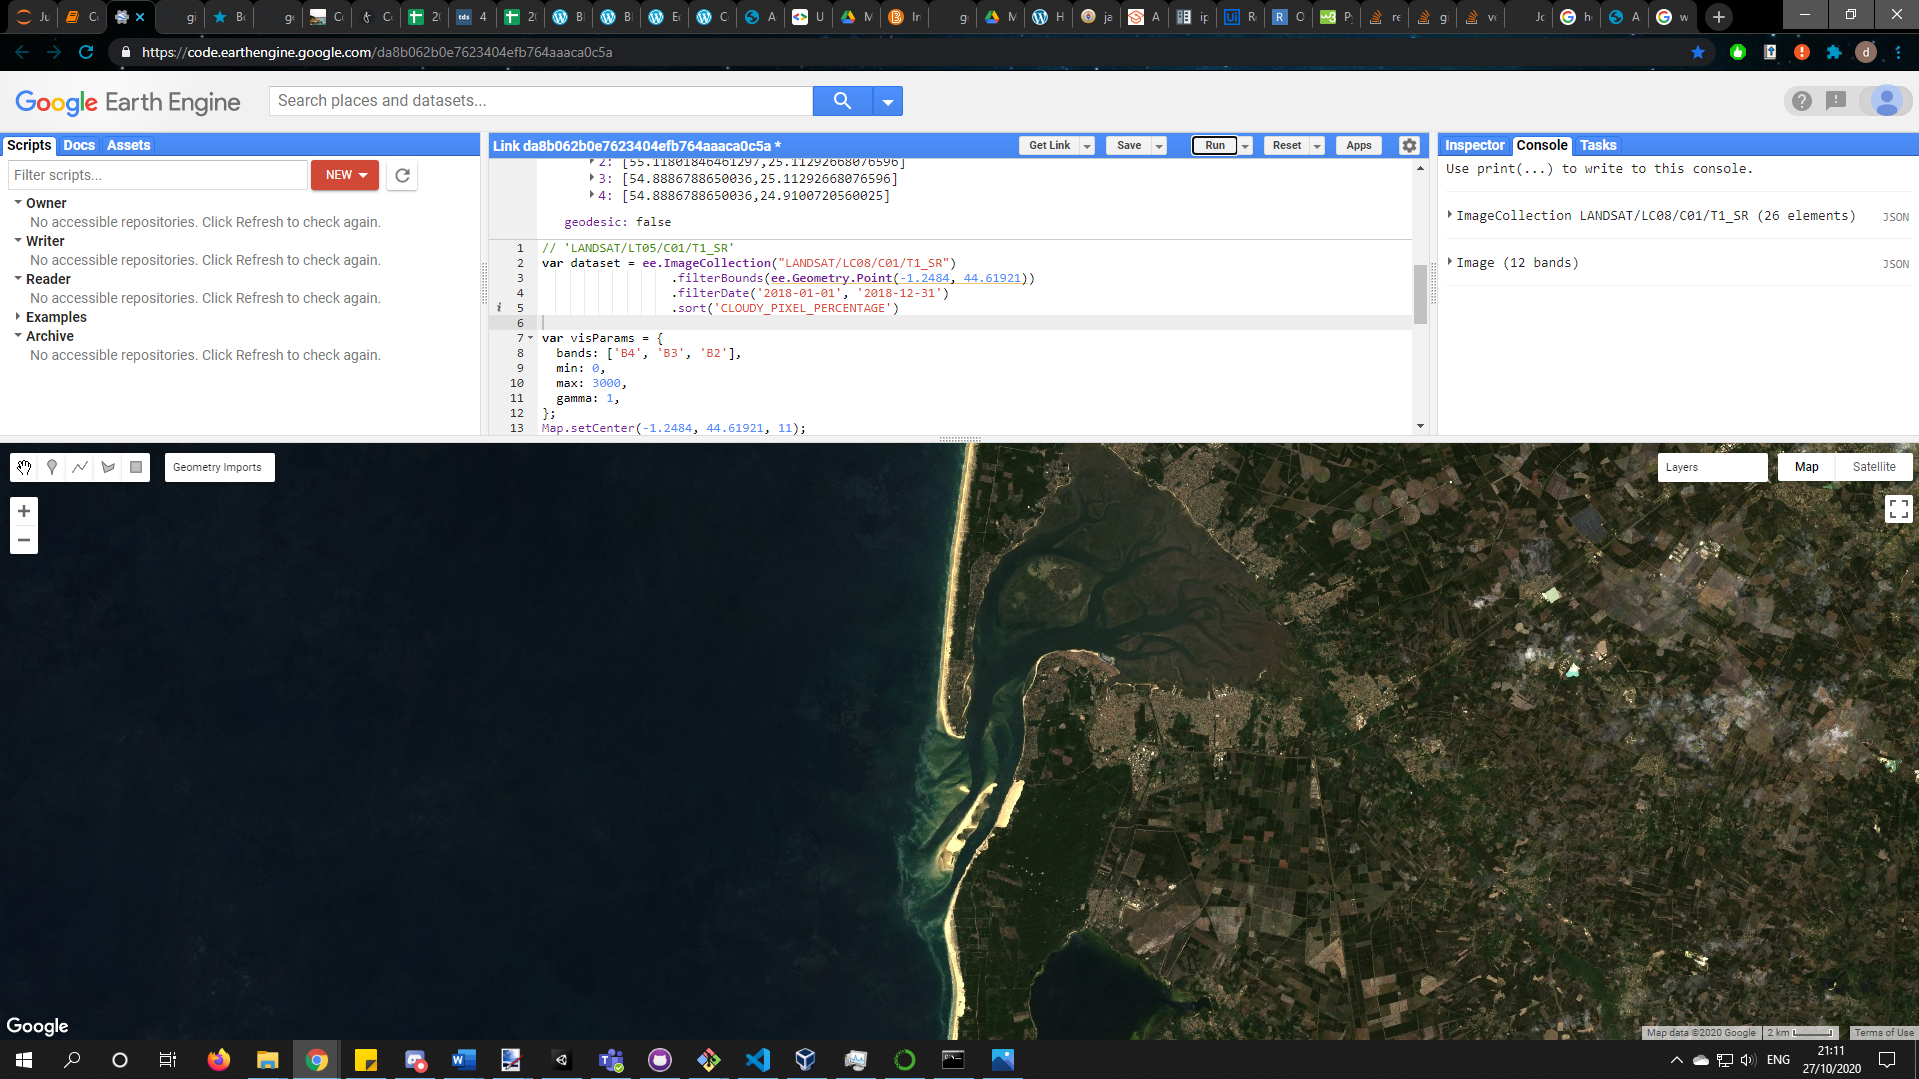 https://code.earthengine.google.com/da8b062b0e7623404efb764aaaca0c5a
d
Google Earth Engine
Search places and datasets...
Scripts Docs Assets
Filter scripts...
NEW
Owner
No accessible repositories. Click Refresh to check again.
Writer
No accessible repositories. Click Refresh to check again.
Reader
No accessible repositories. Click Refresh to check again.
Examples
Archive
No accessible repositories. Click Refresh to check again.
Link da8b062b0e7623404efb764aaaca0c5a *
Get Link Save Run Reset Apps
2: [55.11801846461297,25.11292668076596]
3: [54.8886788650036,25.11292668076596]
4: [54.8886788650036,24.9100720560025]
geodesic: false
1 // 'LANDSAT/LT05/C01/T1_SR'
2 var dataset = ee.ImageCollection("LANDSAT/LC08/C01/T1_SR")
3 .filterBounds(ee.Geometry.Point(-1.2484, 44.61921))
4 .filterDate('2018-01-01', '2018-12-31')
i 5 .sort('CLOUDY_PIXEL_PERCENTAGE')
6
7 var visParams = {
8 bands: ['B4', 'B3', 'B2'],
9 min: 0,
10 max: 3000,
11 gamma: 1,
12 };
13 Map.setCenter(-1.2484, 44.61921, 11);
Inspector Console Tasks
Use print(...) to write to this console.
ImageCollection LANDSAT/LC08/C01/T1_SR (26 elements) JSON
Image (12 bands) JSON
Geometry Imports
Layers
Map Satellite
Google
Map data ©2020 Google 2 km Terms of Use
ENG
21:11
27/10/2020